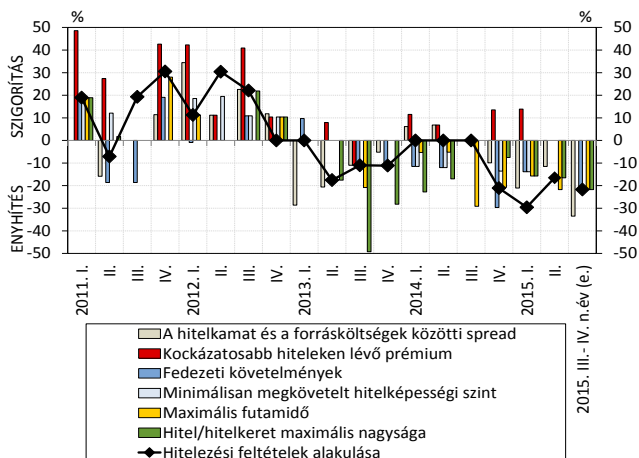 % %
50 50
40 40
30 30
20 20
10 10
0 0
-10 -10
-20 -20
-30 -30
-40 -40
-50 -50
SZIGORÍTÁS
ENYHÍTÉS
2011. I.
II.
III.
IV.
2012. I.
II.
III.
IV.
2013. I.
II.
III.
IV.
2014. I.
II.
III.
IV.
2015. I.
II.
2015. III.- IV. n.év (e.)
A hitelkamat és a forrásköltségek közötti spread
Kockázatosabb hiteleken lévő prémium
Fedezeti követelmények
Minimálisan megkövetelt hitelképességi szint
Maximális futamidő
Hitel/hitelkeret maximális nagysága
Hitelezési feltételek alakulása